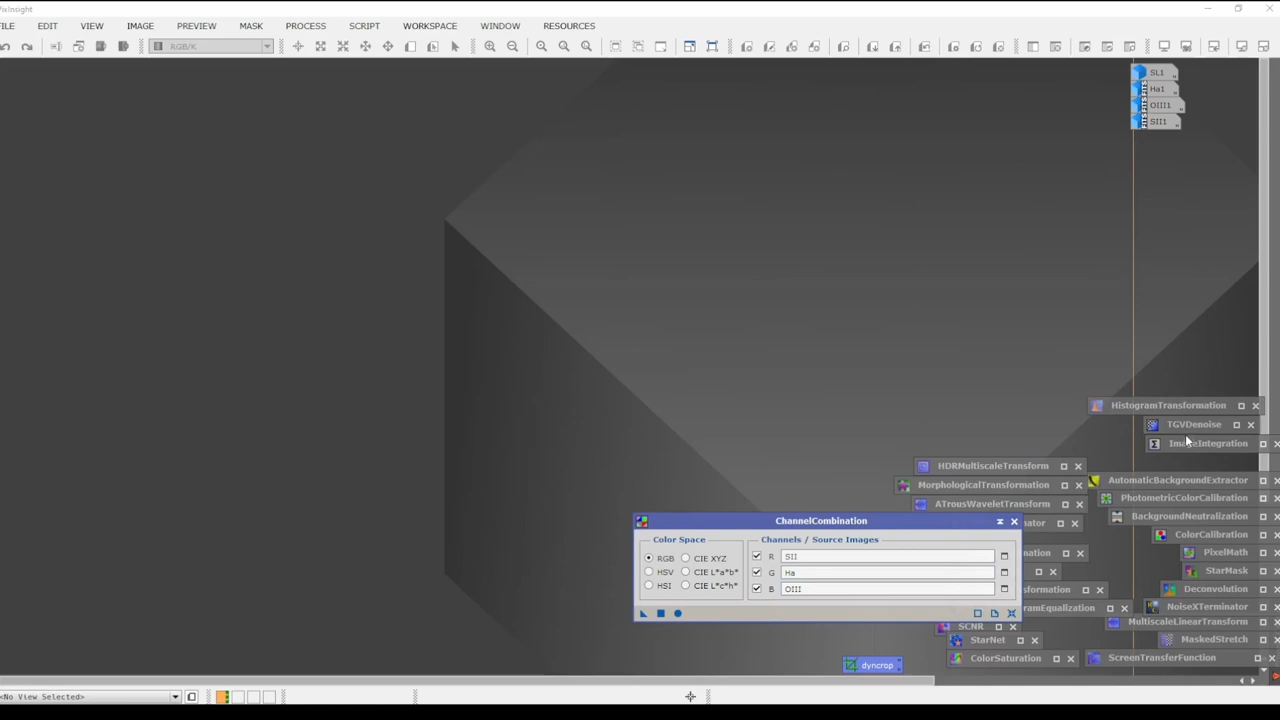 PixInsight
FILE EDIT VIEW IMAGE PREVIEW MASK PROCESS SCRIPT WORKSPACE WINDOW RESOURCES
RGB/K
SL1
Ha1
OIII1
SII1
FITS FITS FITS
HistogramTransformation
TGVDenoise
ImageIntegration
HDRMultiscaleTransform
AutomaticBackgroundExtractor
MorphologicalTransformation
PhotometricColorCalibration
ATrousWaveletTransform
BackgroundNeutralization
ChannelCombination
ColorCalibration
Color Space
Channels / Source Images
RGB CIE XYZ
R SII
PixelMath
HSV CIE L*a*b*
G Ha
StarMask
HSI CIE L*c*h*
B OIII
Deconvolution
NoiseXTerminator
MultiscaleLinearTransform
SCNR
StarNet
MaskedStretch
ColorSaturation
ScreenTransferFunction
dyncrop
<No View Selected>